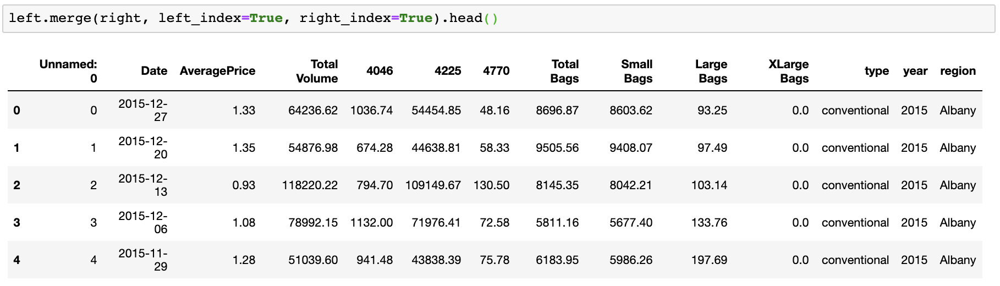 left.merge(right, left_index=True, right_index=True).head()
Unnamed: 0 Date AveragePrice Total Volume 4046 4225 4770 Total Bags Small Bags Large Bags XLarge Bags type year region
0 0 2015-12-27 1.33 64236.62 1036.74 54454.85 48.16 8696.87 8603.62 93.25 0.0 conventional 2015 Albany
1 1 2015-12-20 1.35 54876.98 674.28 44638.81 58.33 9505.56 9408.07 97.49 0.0 conventional 2015 Albany
2 2 2015-12-13 0.93 118220.22 794.70 109149.67 130.50 8145.35 8042.21 103.14 0.0 conventional 2015 Albany
3 3 2015-12-06 1.08 78992.15 1132.00 71976.41 72.58 5811.16 5677.40 133.76 0.0 conventional 2015 Albany
4 4 2015-11-29 1.28 51039.60 941.48 43838.39 75.78 6183.95 5986.26 197.69 0.0 conventional 2015 Albany